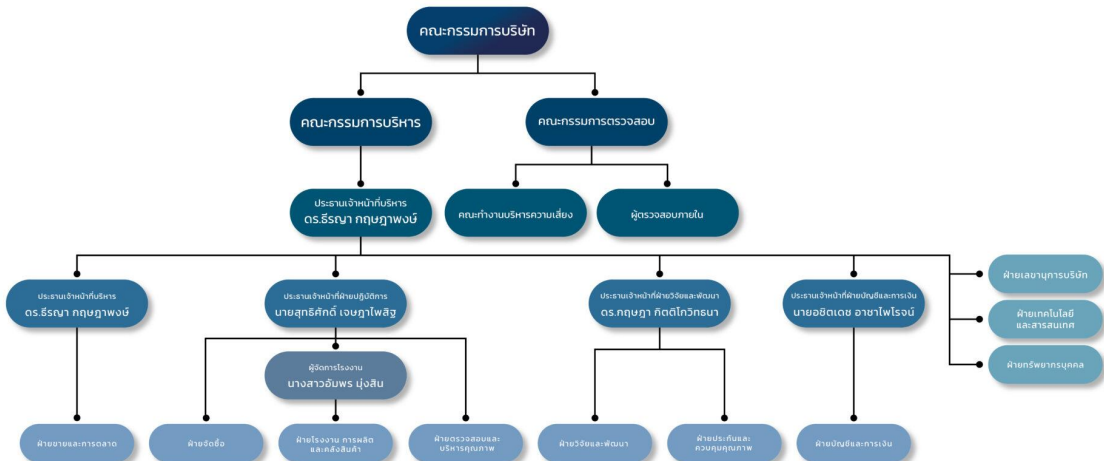 คณะกรรมการบริษัท
คณะกรรมการบริหาร
คณะกรรมการตรวจสอบ
ประธานเจ้าหน้าที่บริหาร
ดร.ธีรญา กฤษฎาพงษ์
คณะทำงานบริหารความเสี่ยง
ผู้ตรวจสอบภายใน
ประธานเจ้าหน้าที่บริหาร
ดร.ธีรญา กฤษฎาพงษ์
ประธานเจ้าหน้าที่ฝ่ายปฏิบัติการ
นายสุทธิศักดิ์ เจษฎาไพสิฐ
ประธานเจ้าหน้าที่ฝ่ายวิจัยและพัฒนา
ดร.กฤษฎา กิตติโกวิทธนา
ประธานเจ้าหน้าที่ฝ่ายบัญชีและการเงิน
นายอชิตเดช อาชาไพโรจน์
ฝ่ายเลขานุการบริษัท
ฝ่ายเทคโนโลยี
และสารสนเทศ
ฝ่ายทรัพยากรบุคคล
ผู้จัดการโรงงาน
นางสาวอัมพร มุ่งสิน
ฝ่ายขายและการตลาด
ฝ่ายจัดซื้อ
ฝ่ายโรงงาน การผลิต
และคลังสินค้า
ฝ่ายตรวจสอบและ
บริหารคุณภาพ
ฝ่ายวิจัยและพัฒนา
ฝ่ายประกันและ
ควบคุมคุณภาพ
ฝ่ายบัญชีและการเงิน